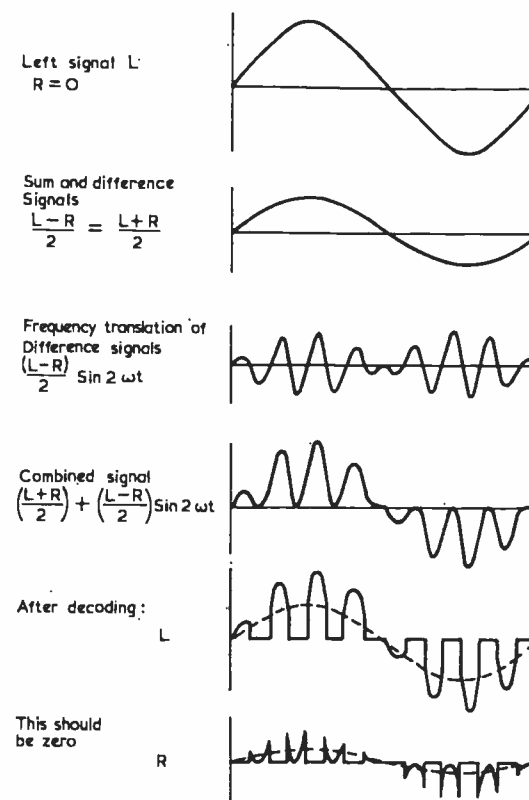 Left signal L
R = 0
Sum and difference
Signals
(L-R)/2 = (L+R)/2
Frequency translation of
Difference signals
(L-R)/2 Sin 2 ωt
Combined signal
(L+R)/2 + (L-R)/2 Sin 2 ωt
After decoding :
L
This should
be zero
R